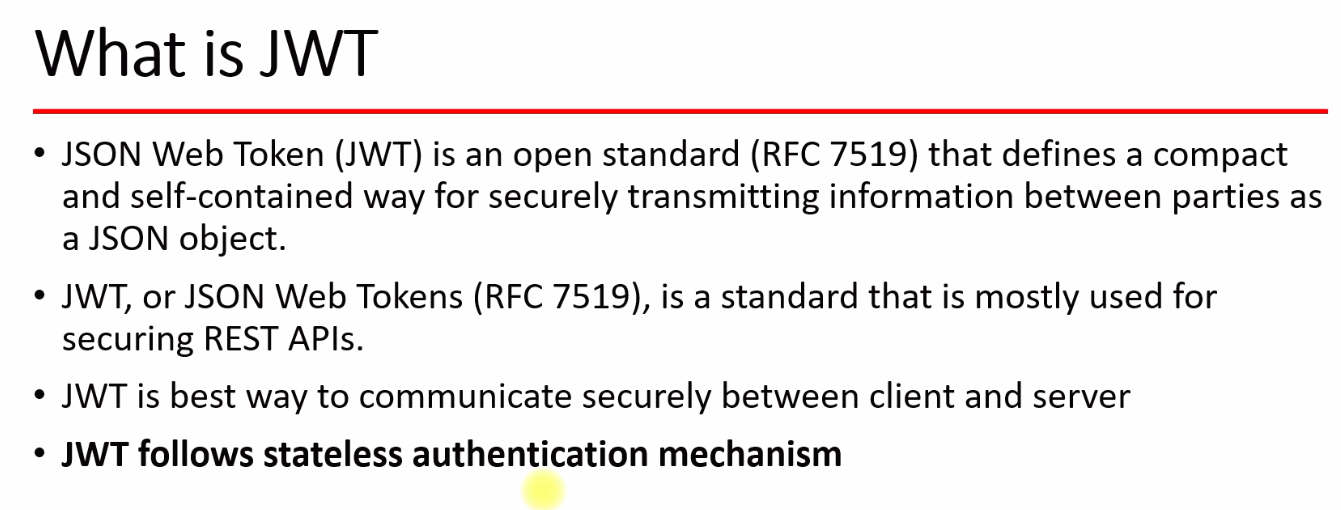 What is JWT
• JSON Web Token (JWT) is an open standard (RFC 7519) that defines a compact
and self-contained way for securely transmitting information between parties as
a JSON object.
• JWT, or JSON Web Tokens (RFC 7519), is a standard that is mostly used for
securing REST APIs.
• JWT is best way to communicate securely between client and server
• JWT follows stateless authentication mechanism